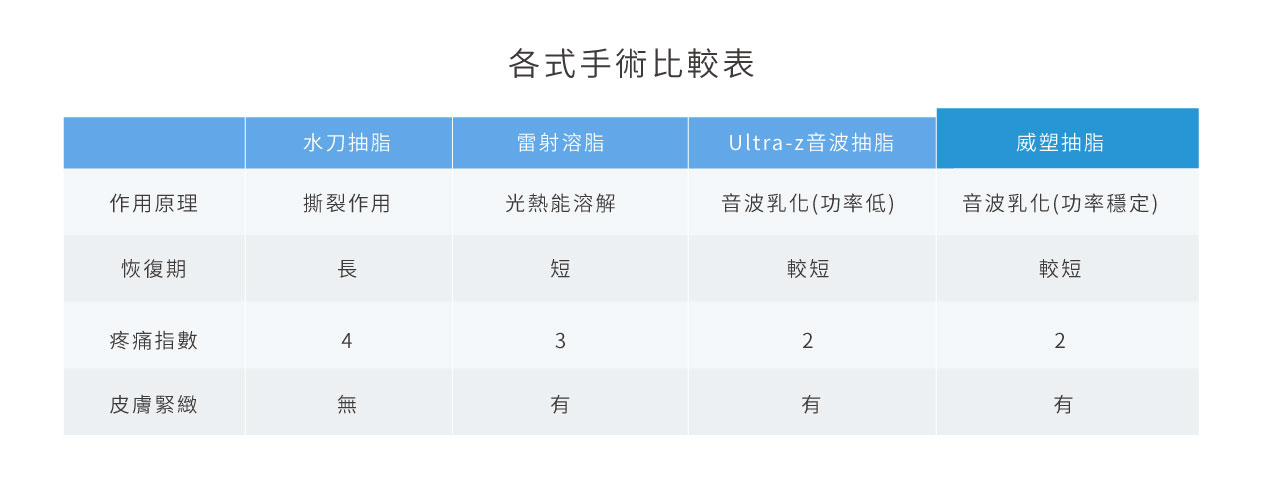 各式手術比較表
水刀抽脂 雷射溶脂 Ultra-z音波抽脂 威塑抽脂
作用原理 撕裂作用 光熱能溶解 音波乳化(功率低) 音波乳化(功率穩定)
恢復期 長 短 較短 較短
疼痛指數 4 3 2 2
皮膚緊緻 無 有 有 有